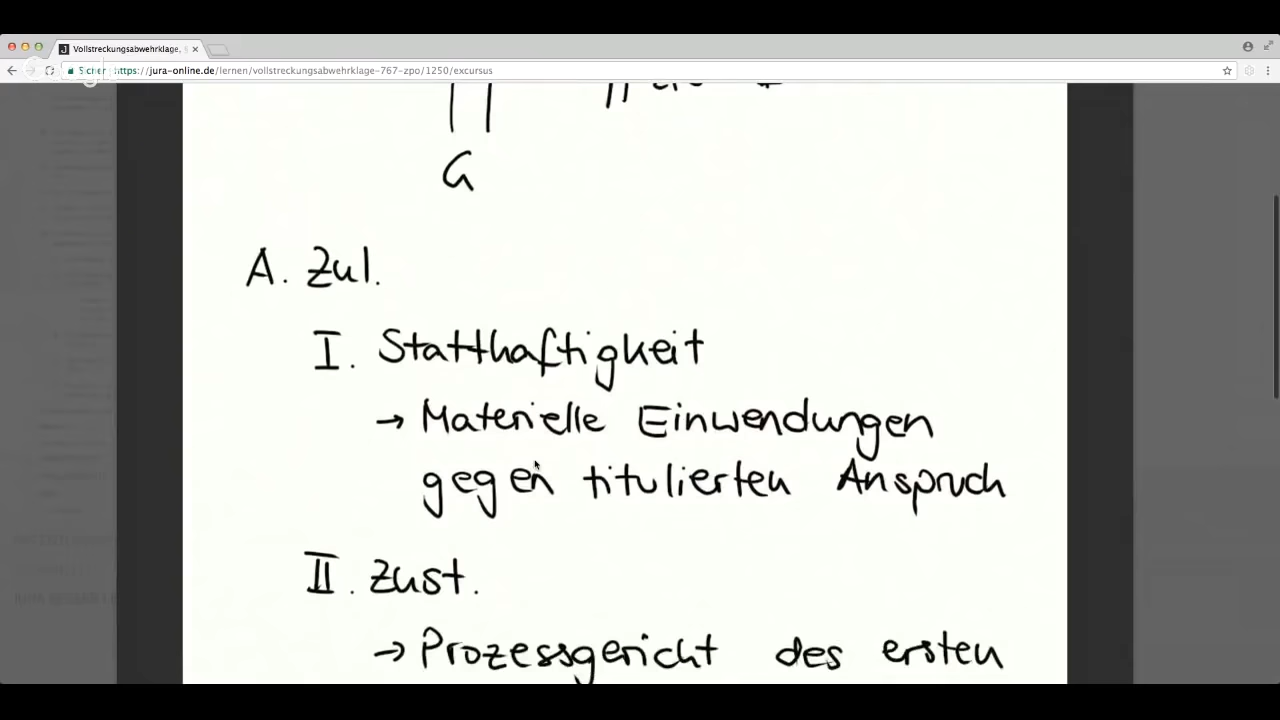 Vollstreckungsabwehrklage,
Sicher https://jura-online.de/lernen/vollstreckungsabwehrklage-767-zpo/1250/excursus
G
A. Zul.
I. Statthaftigkeit
→ Materielle Einwendungen
gegen titulierten Anspruch
II. Zust.
→ Prozessgericht des ersten